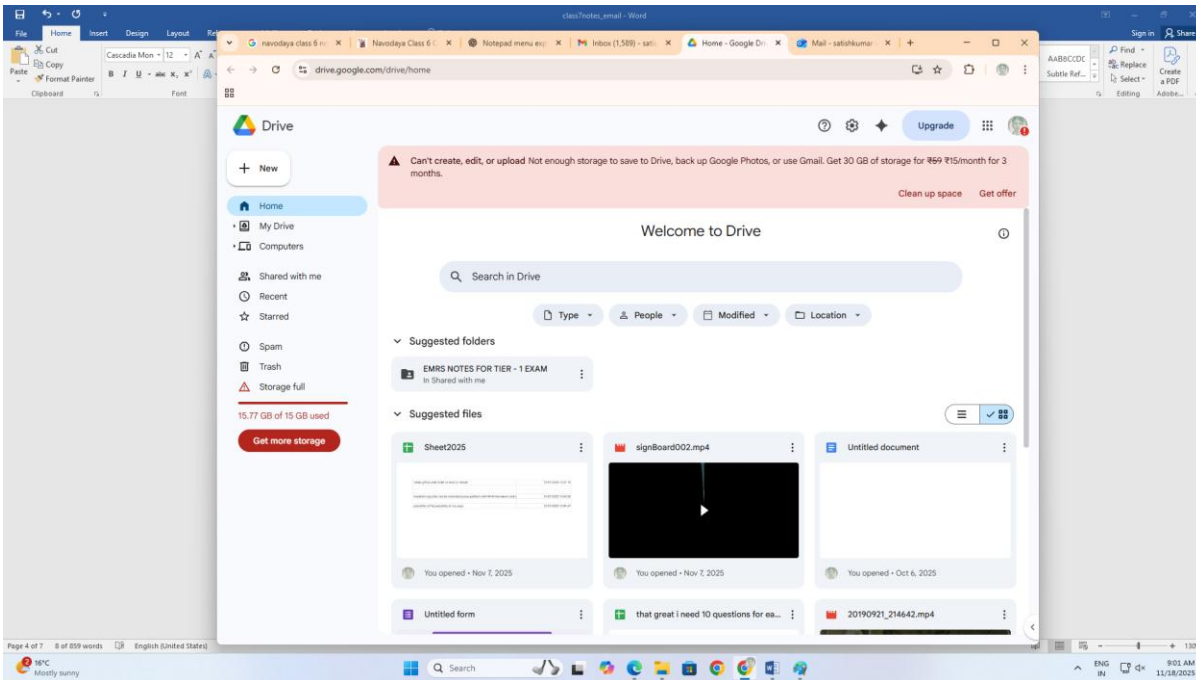 class7notes_email - Word
File Home Insert Design Layout
Sign in Share
Cut
Copy
Format Painter
Paste
Clipboard
Cascadia Mon 12
B I U abc X, X²
Font
AaBbCcDc
Subtle Ref...
Find
Replace
Select
Editing
Create a PDF
Adobe...
navodaya class 6 n
Navodaya Class 6 C
Notepad menu exp
Inbox (1,589) - sati
Home - Google Dri
Mail - satishkumar
drive.google.com/drive/home
Drive
Upgrade
New
Can't create, edit, or upload Not enough storage to save to Drive, back up Google Photos, or use Gmail. Get 30 GB of storage for ₹59 ₹15/month for 3
months.
Clean up space Get offer
Home
My Drive
Computers
Shared with me
Recent
Starred
Spam
Trash
Storage full
15.77 GB of 15 GB used
Get more storage
Welcome to Drive
Search in Drive
Type People Modified Location
Suggested folders
EMRS NOTES FOR TIER - 1 EXAM
In Shared with me
Suggested files
Sheet2025
signBoard002.mp4
Untitled document
You opened • Nov 7, 2025
You opened • Nov 7, 2025
You opened • Oct 6, 2025
Untitled form
that great i need 10 questions for ea...
20190921_214642.mp4
Page 4 of 7 8 of 859 words English (United States)
130
2
16°C
Mostly sunny
Search
ENG
IN
9:01 AM
11/18/2025